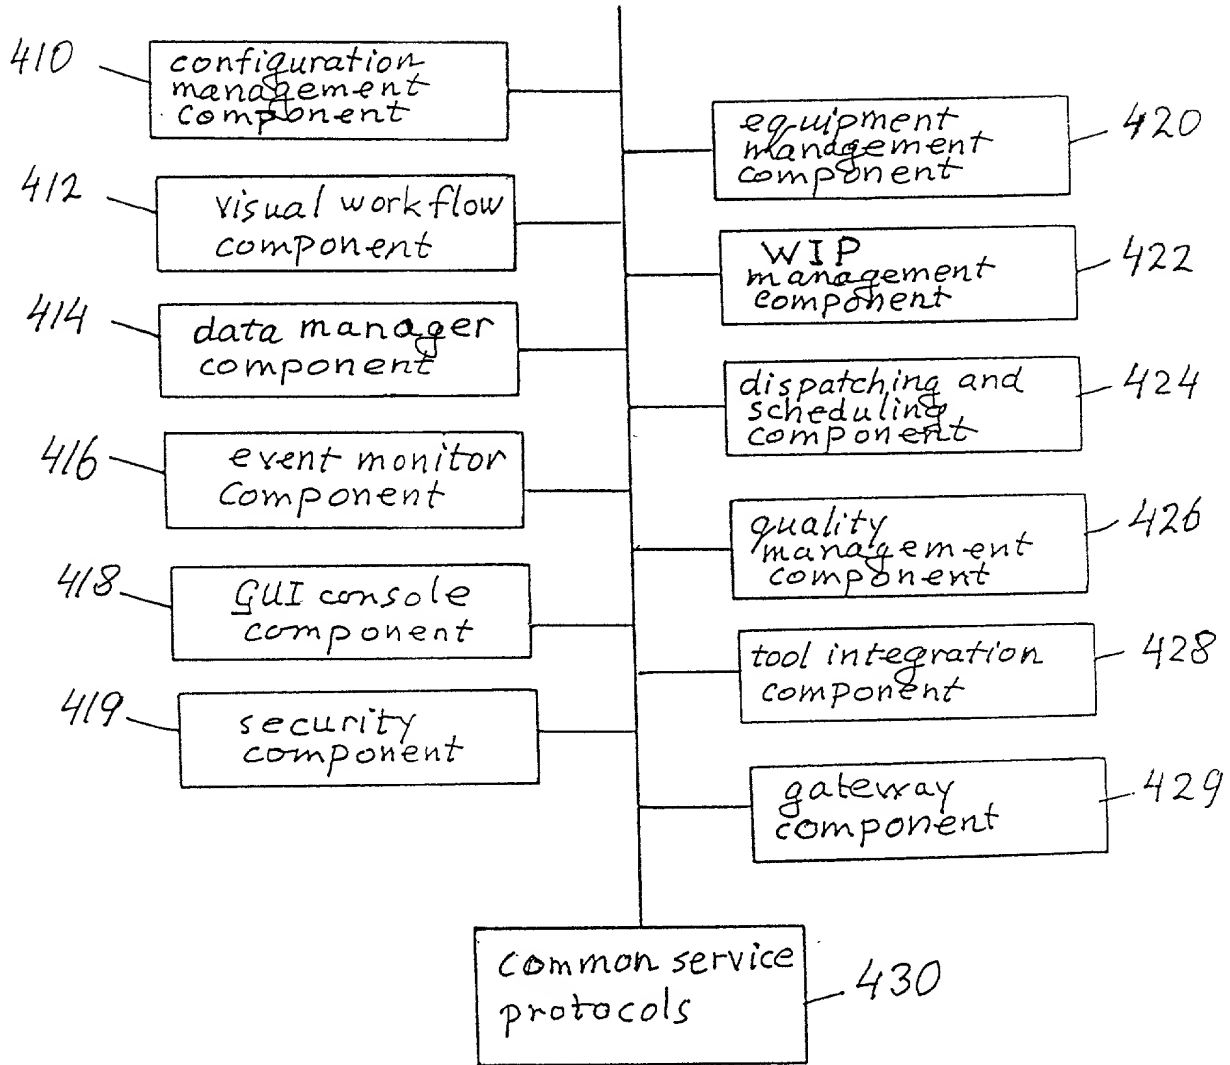 410
configuration
management
component
412
visual workflow
component
414
data manager
component
416
event monitor
component
418
GUI console
component
419
security
component
equipment
management
component
420
WIP
management
component
422
dispatching and
scheduling
component
424
quality
management
component
426
tool integration
component
428
gateway
component
429
common service
protocols
430